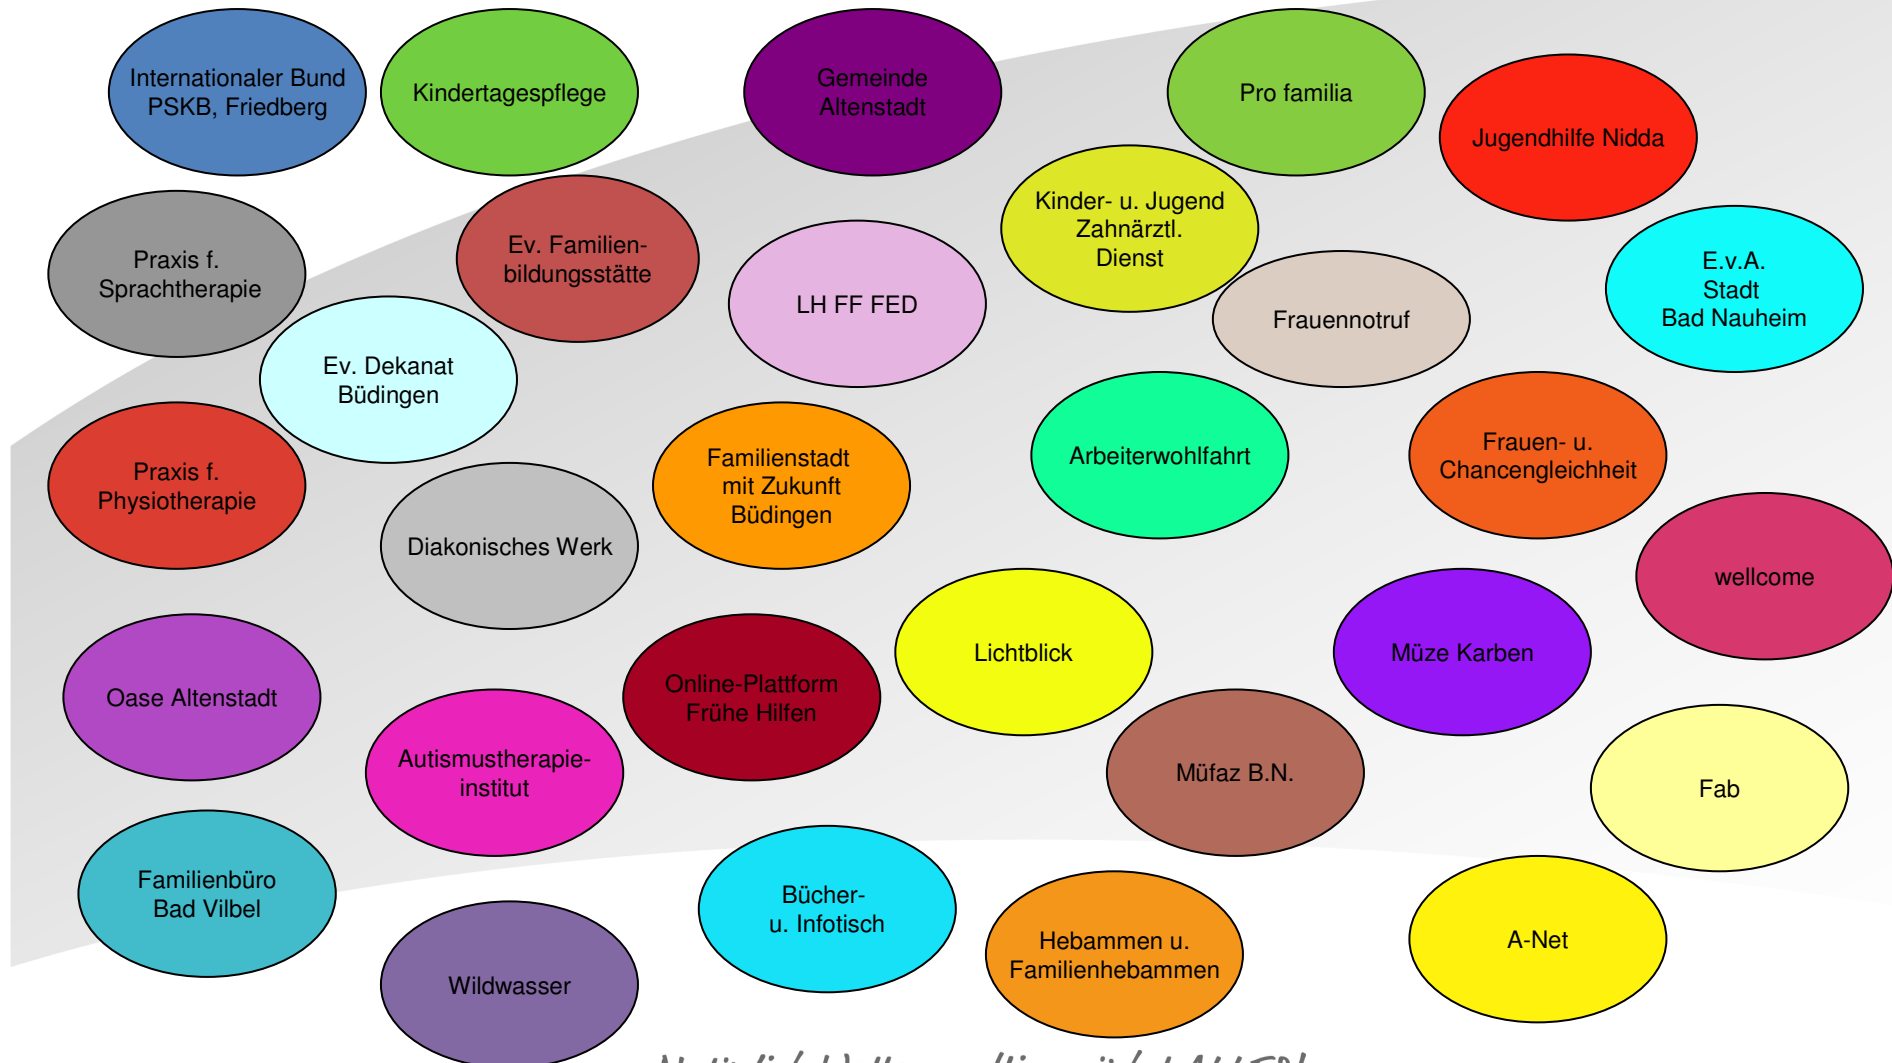 Internationaler Bund
PSKB, Friedberg
Kindertagespflege
Gemeinde
Altenstadt
Pro familia
Jugendhilfe Nidda
Praxis f.
Sprachtherapie
Ev. Familien-
bildungsstätte
LH FF FED
Kinder- u. Jugend
Zahnärztl.
Dienst
Frauennotruf
E.v.A.
Stadt
Bad Nauheim
Ev. Dekanat
Büdingen
Praxis f.
Physiotherapie
Diakonisches Werk
Familienstadt
mit Zukunft
Büdingen
Arbeiterwohlfahrt
Frauen- u.
Chancengleichheit
wellcome
Oase Altenstadt
Autismustherapie-
institut
Online-Plattform
Frühe Hilfen
Lichtblick
Müze Karben
Müfaz B.N.
Fab
Familienbüro
Bad Vilbel
Wildwasser
Bücher-
u. Infotisch
Hebammen u.
Familienhebammen
A-Net